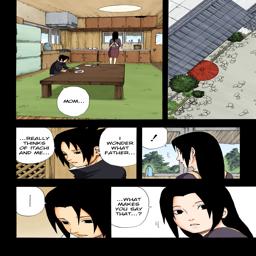 MOM...
I
WONDER
WHAT
FATHER...
...REALLY
THINKS
OF ITACHI
AND ME...
!
...WHAT
MAKES
YOU SAY
THAT...?
...